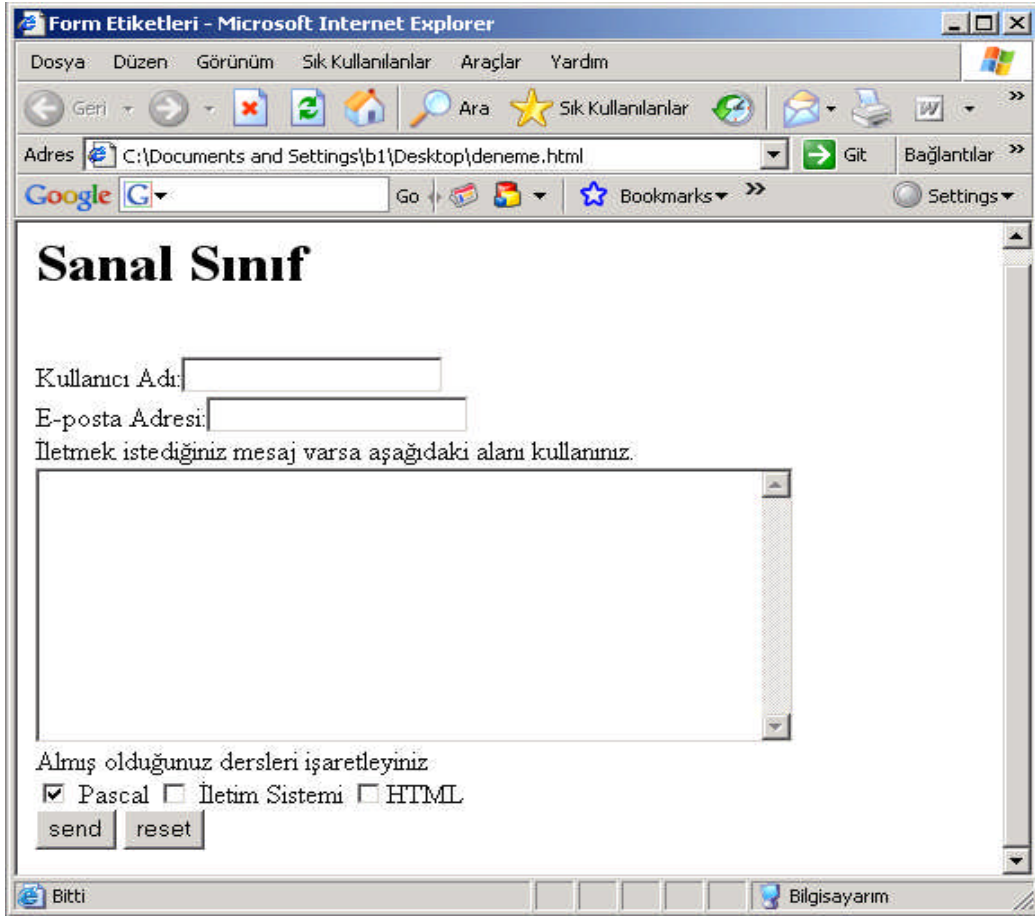 Form Etiketleri - Microsoft Internet Explorer
Dosya Düzen Görünüm Sık Kullanılanlar Araçlar Yardım
Geri Ara Sık Kullanılanlar W »
Adres C:\Documents and Settings\b1\Desktop\deneme.html Git Bağlantılar »
Google G Go Bookmarks » Settings
Sanal Sınıf
Kullanıcı Adı:
E-posta Adresi:
İletmek istediğiniz mesaj varsa aşağıdaki alanı kullanınız.
Almış olduğunuz dersleri işaretleyiniz
Pascal İletim Sistemi HTML
send reset
Bitti Bilgisayarım